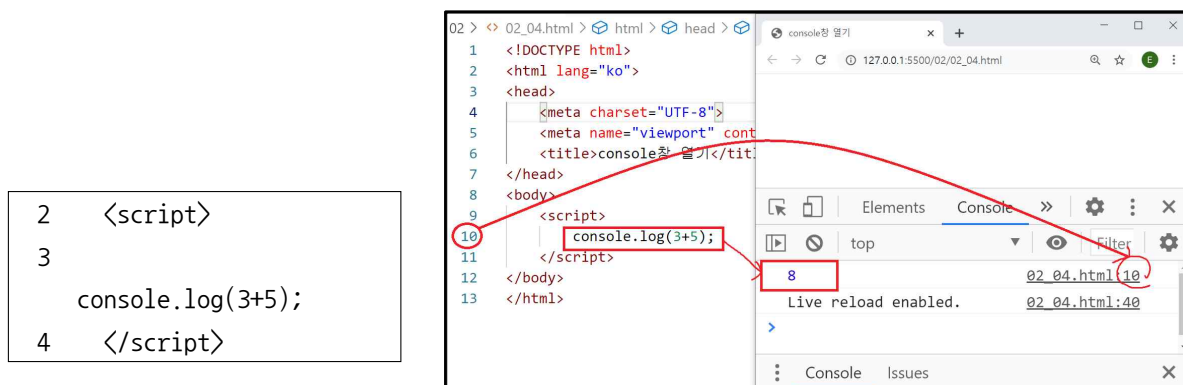 2 <script>
3
console.log(3+5);
4 </script>
02 > <> 02_04.html > html > head >
1 <!DOCTYPE html>
2 <html lang="ko">
3 <head>
4 <meta charset="UTF-8">
5 <meta name="viewport" cont
6 <title>console창 열기</tit
7 </head>
8 <body>
9 <script>
10 console.log(3+5);
11 </script>
12 </body>
13 </html>
console창 열기 × +
127.0.0.1:5500/02/02_04.html E
Elements Console »
top Filter
8 02_04.html:10
Live reload enabled. 02_04.html:40
>
Console Issues